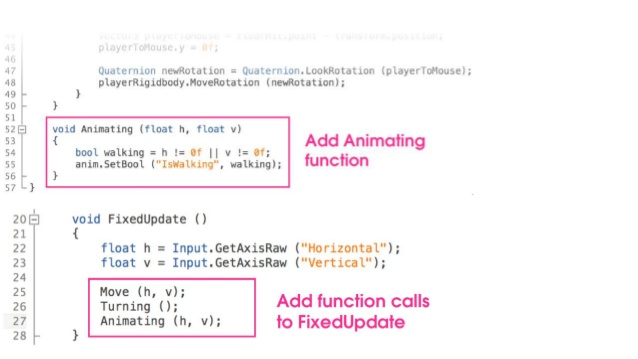 45 playerToMouse.y = 0f;
46
47 Quaternion newRotation = Quaternion.LookRotation (playerToMouse);
48 playerRigidbody.MoveRotation (newRotation);
49 }
50 }
51
52 void Animating (float h, float v)
53 {
54 bool walking = h != 0f || v != 0f;
55 anim.SetBool ("IsWalking", walking);
56 }
57 }
Add Animating
function
20 void FixedUpdate ()
21 {
22 float h = Input.GetAxisRaw ("Horizontal");
23 float v = Input.GetAxisRaw ("Vertical");
24
25 Move (h, v);
26 Turning ();
27 Animating (h, v);
28 }
Add function calls
to FixedUpdate